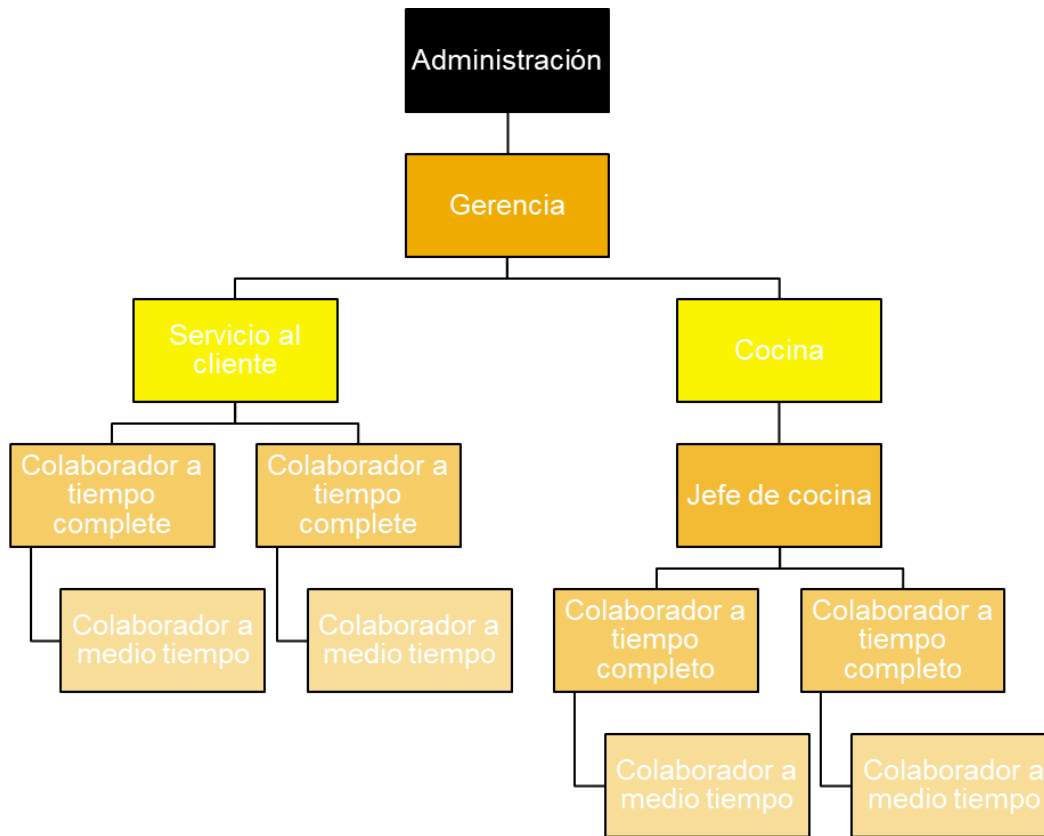 Administración
Gerencia
Servicio al
cliente
Cocina
Colaborador a
tiempo
complete
Colaborador a
tiempo
complete
Jefe de cocina
Colaborador a
medio tiempo
Colaborador a
medio tiempo
Colaborador a
tiempo
completo
Colaborador a
tiempo
completo
Colaborador a
medio tiempo
Colaborador a
medio tiempo